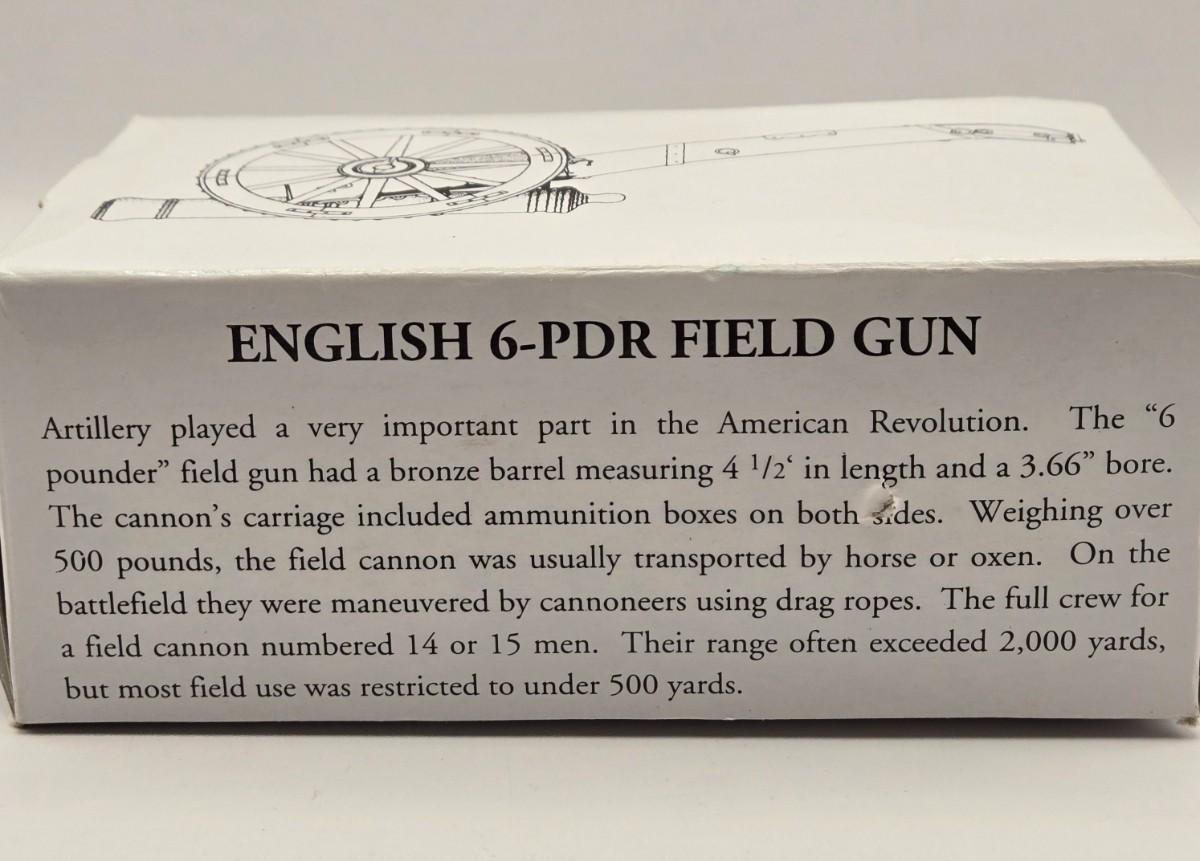 ENGLISH 6-PDR FIELD GUN
Artillery played a very important part in the American Revolution. The “6
pounder” field gun had a bronze barrel measuring 4 1/2‘ in length and a 3.66” bore.
The cannon’s carriage included ammunition boxes on both sides. Weighing over
500 pounds, the field cannon was usually transported by horse or oxen. On the
battlefield they were maneuvered by cannoneers using drag ropes. The full crew for
a field cannon numbered 14 or 15 men. Their range often exceeded 2,000 yards,
but most field use was restricted to under 500 yards.